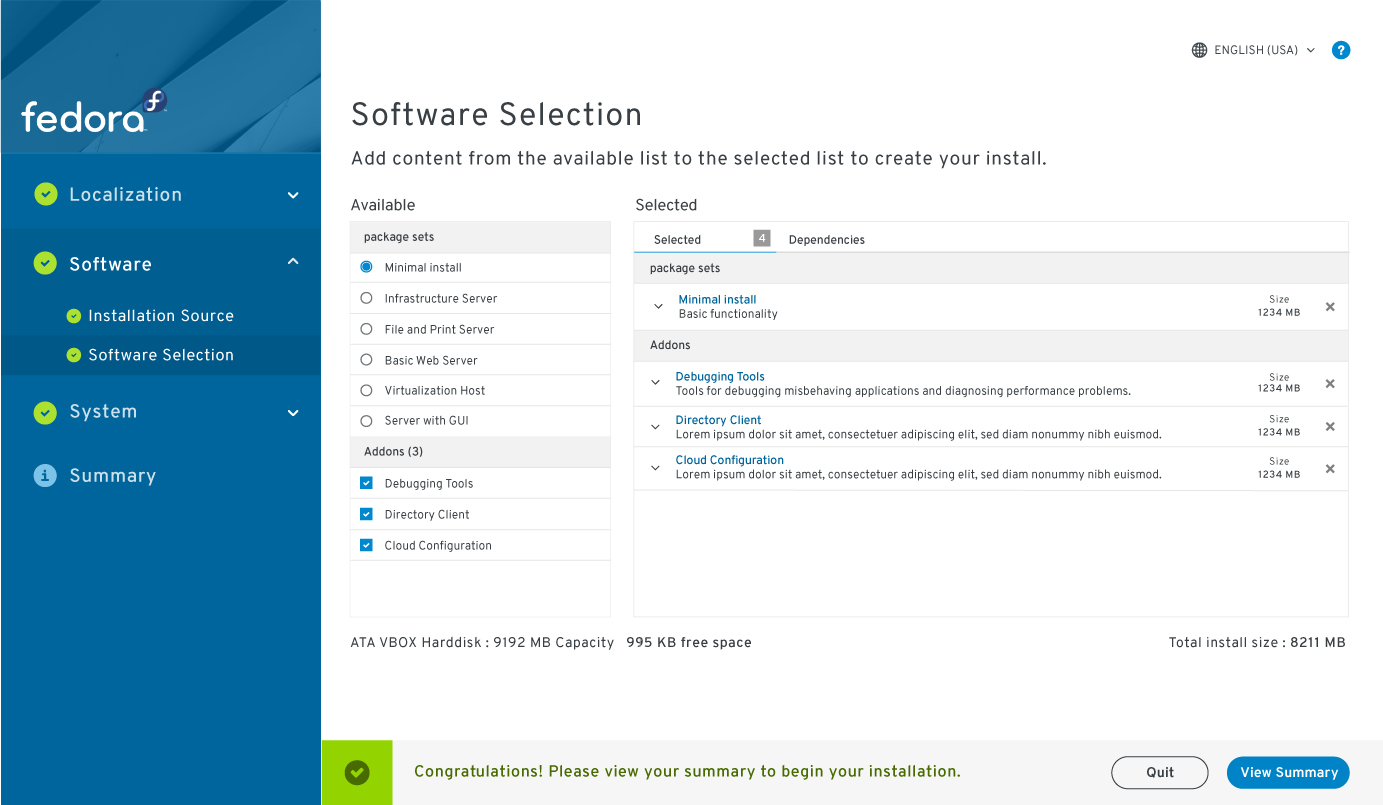 fedora
ENGLISH (USA)
?
Software Selection
Add content from the available list to the selected list to create your install.
Localization
Software
Installation Source
Software Selection
System
i
Summary
Available
package sets
Minimal install
Infrastructure Server
File and Print Server
Basic Web Server
Virtualization Host
Server with GUI
Addons (3)
Debugging Tools
Directory Client
Cloud Configuration
Selected
Selected 4 Dependencies
package sets
Minimal install
Basic functionality
Size
1234 MB
Addons
Debugging Tools
Tools for debugging misbehaving applications and diagnosing performance problems.
Size
1234 MB
Directory Client
Lorem ipsum dolor sit amet, consectetuer adipiscing elit, sed diam nonummy nibh euismod.
Size
1234 MB
Cloud Configuration
Lorem ipsum dolor sit amet, consectetuer adipiscing elit, sed diam nonummy nibh euismod.
Size
1234 MB
ATA VBOX Harddisk : 9192 MB Capacity 995 KB free space
Total install size : 8211 MB
Congratulations! Please view your summary to begin your installation.
Quit
View Summary